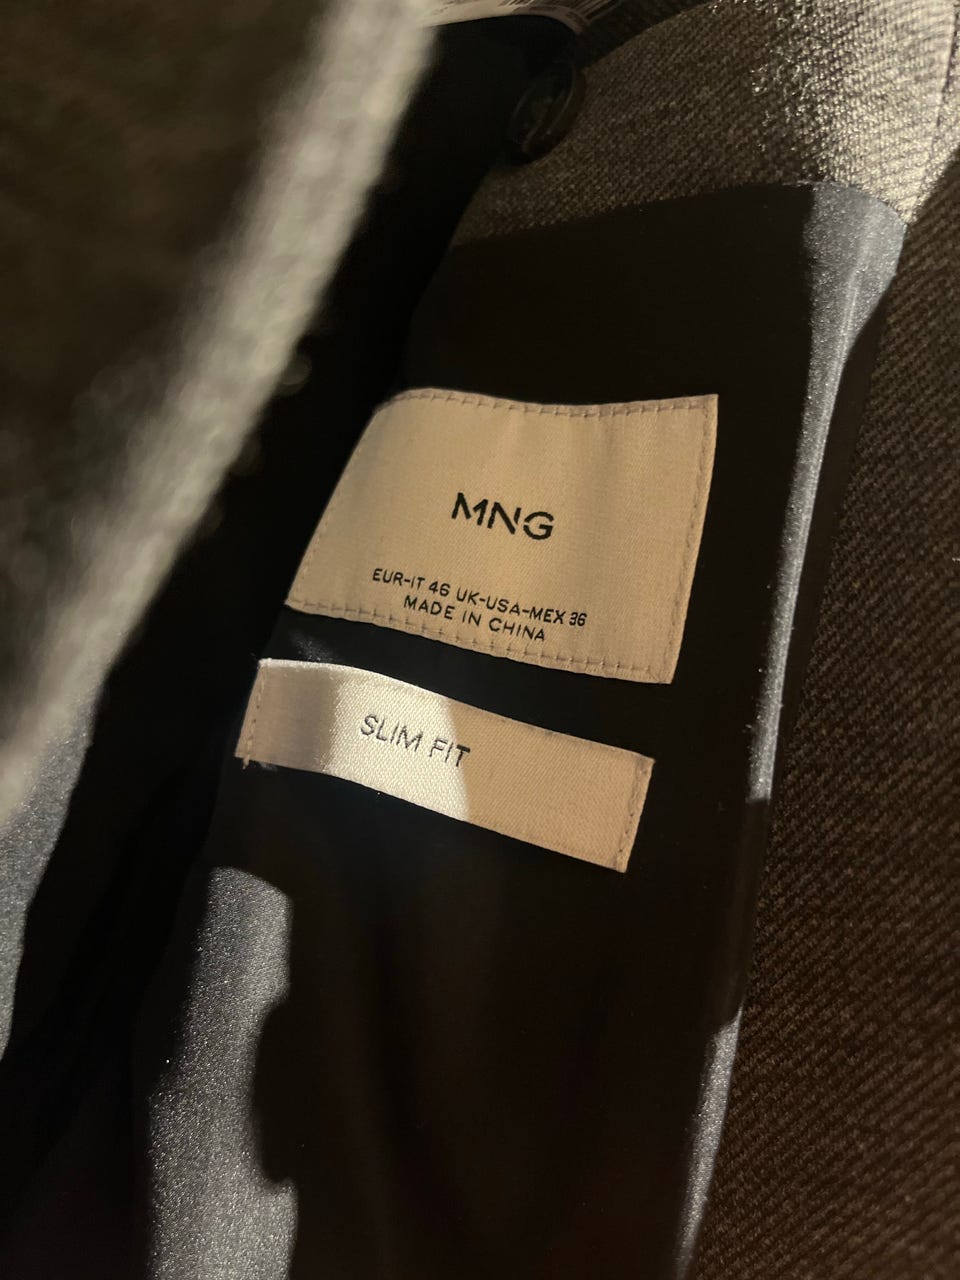 MNG
EUR-IT 46 UK-USA-MEX 36
MADE IN CHINA
SLIM FIT